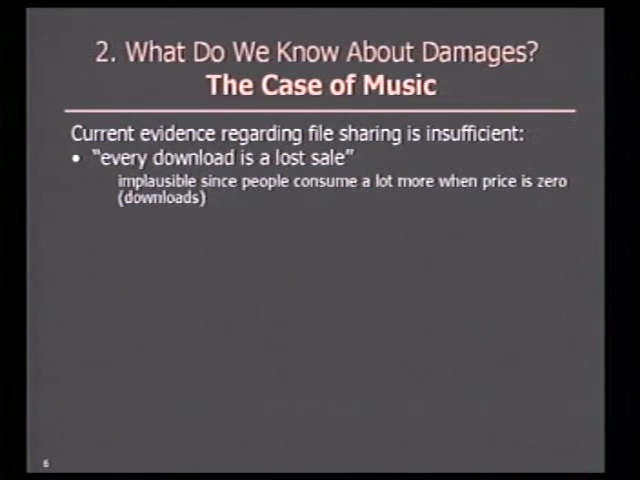 2. What Do We Know About Damages?
The Case of Music
Current evidence regarding file sharing is insufficient:
• “every download is a lost sale”
implausible since people consume a lot more when price is zero
(downloads)
6